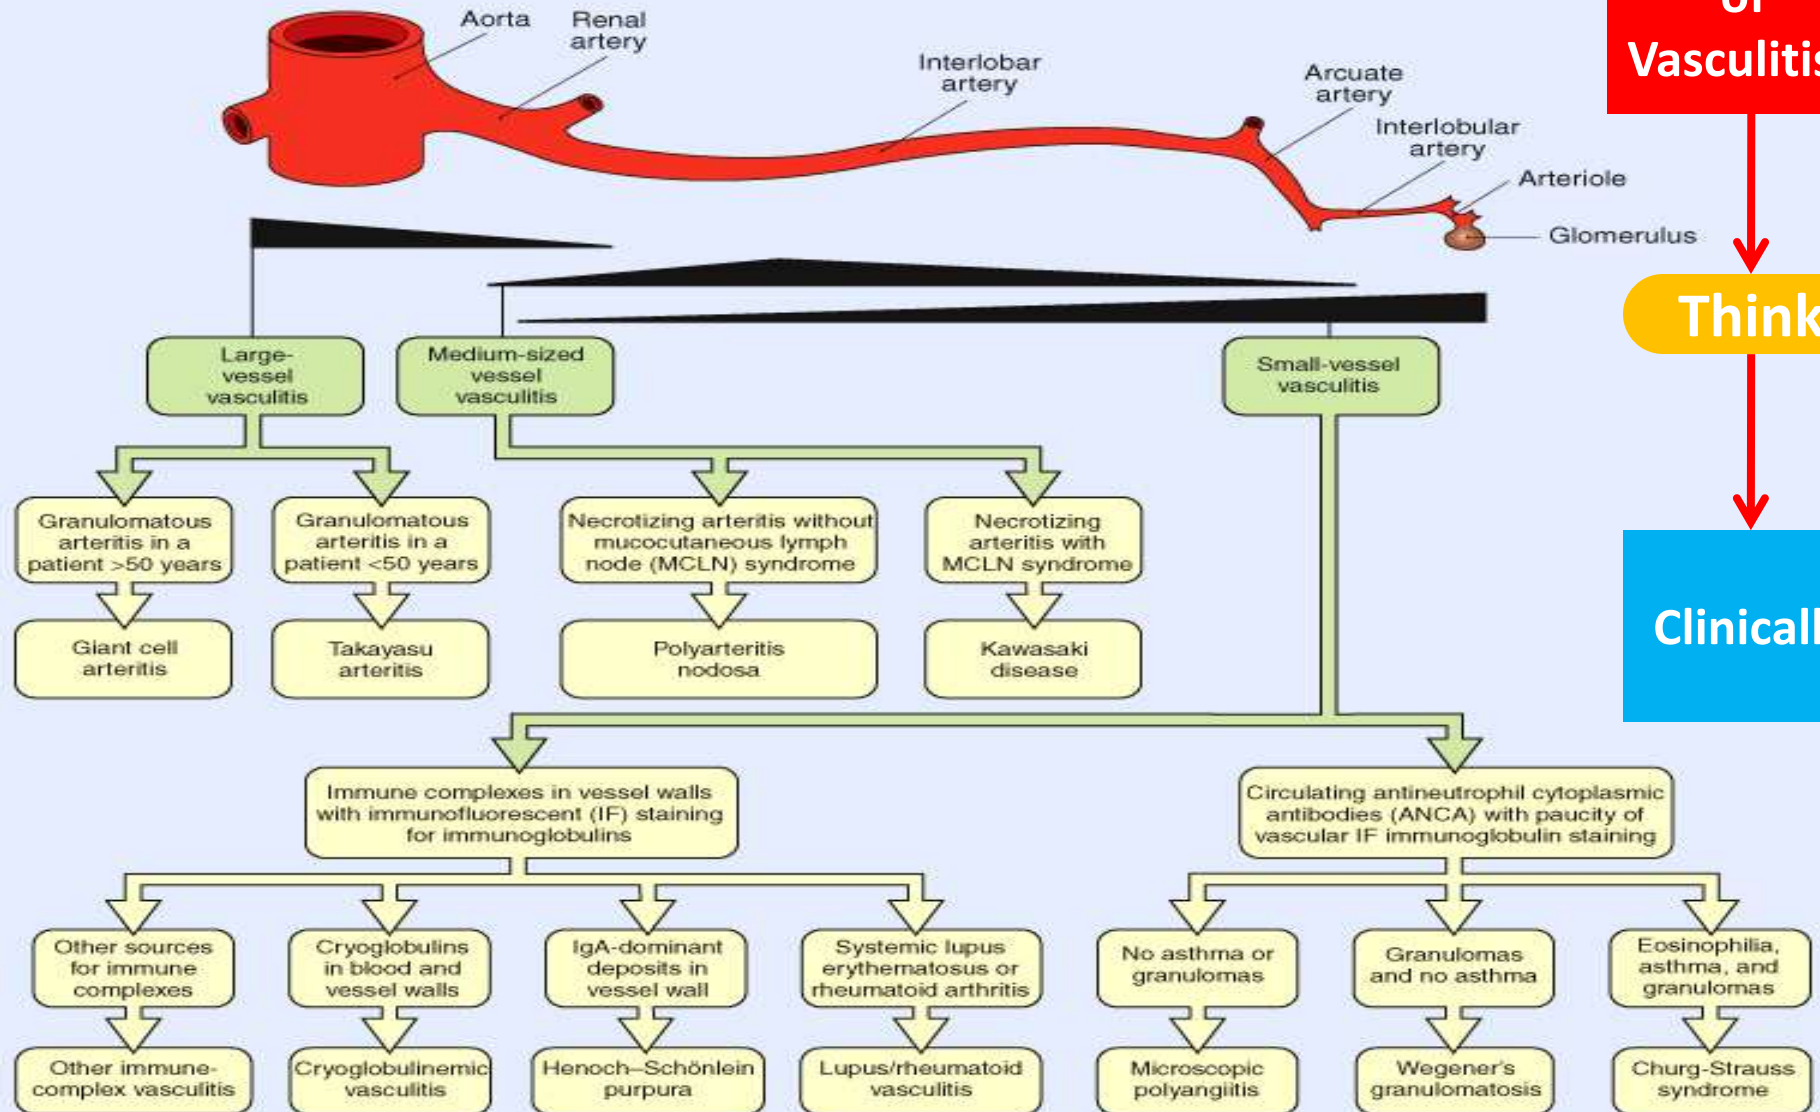 Aorta
Renal
artery
Interlobar
artery
Arcuate
artery
Interlobular
artery
Arteriole
Glomerulus
Vasculitis
Think
Clinicall
Large-
vessel
vasculitis
Medium-sized
vessel
vasculitis
Small-vessel
vasculitis
Granulomatous
arteritis in a
patient >50 years
Granulomatous
arteritis in a
patient <50 years
Necrotizing arteritis without
mucocutaneous lymph
node (MCLN) syndrome
Necrotizing
arteritis with
MCLN syndrome
Giant cell
arteritis
Takayasu
arteritis
Polyarteritis
nodosa
Kawasaki
disease
Immune complexes in vessel walls
with immunofluorescent (IF) staining
for immunoglobulins
Circulating antineutrophil cytoplasmic
antibodies (ANCA) with paucity of
vascular IF immunoglobulin staining
Other sources
for immune
complexes
Cryoglobulins
in blood and
vessel walls
IgA-dominant
deposits in
vessel wall
Systemic lupus
erythematosus or
rheumatoid arthritis
No asthma or
granulomas
Granulomas
and no asthma
Eosinophilia,
asthma, and
granulomas
Other immune-
complex vasculitis
Cryoglobulinemic
vasculitis
Henoch–Schönlein
purpura
Lupus/rheumatoid
vasculitis
Microscopic
polyangiitis
Wegener's
granulomatosis
Churg-Strauss
syndrome